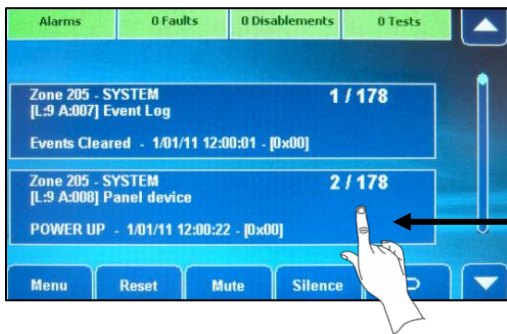 Alarms
0 Faults
0 Disablements
0 Tests
Zone 205 - SYSTEM 1 / 178
[L:9 A:007] Event Log
Events Cleared - 1/01/11 12:00:01 - [0x00]
Zone 205 - SYSTEM 2 / 178
[L:9 A:008] Panel device
POWER UP - 1/01/11 12:00:22 - [0x00]
Menu
Reset
Mute
Silence